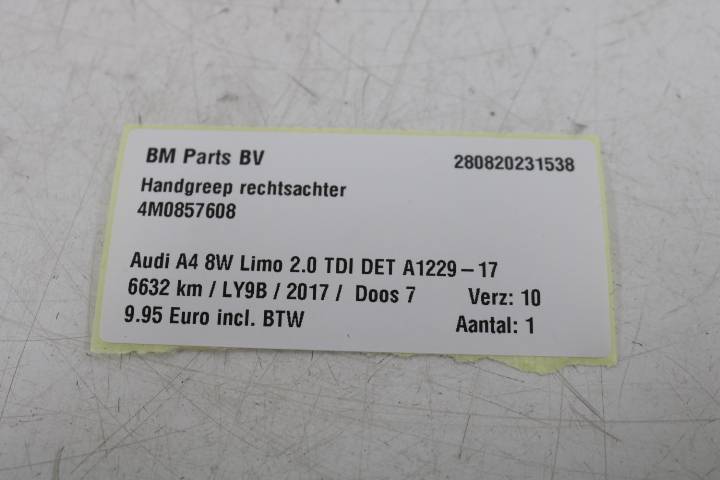 BM Parts BV 280820231538
Handgreep rechtsachter
4M0857608
Audi A4 8W Limo 2.0 TDI DET A1229-17
6632 km / LY9B / 2017 / Doos 7 Verz: 10
9.95 Euro incl. BTW Aantal: 1